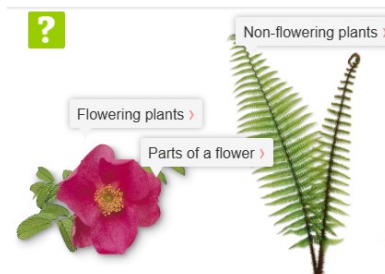 ?
Non-flowering plants ›
Flowering plants ›
Parts of a flower ›